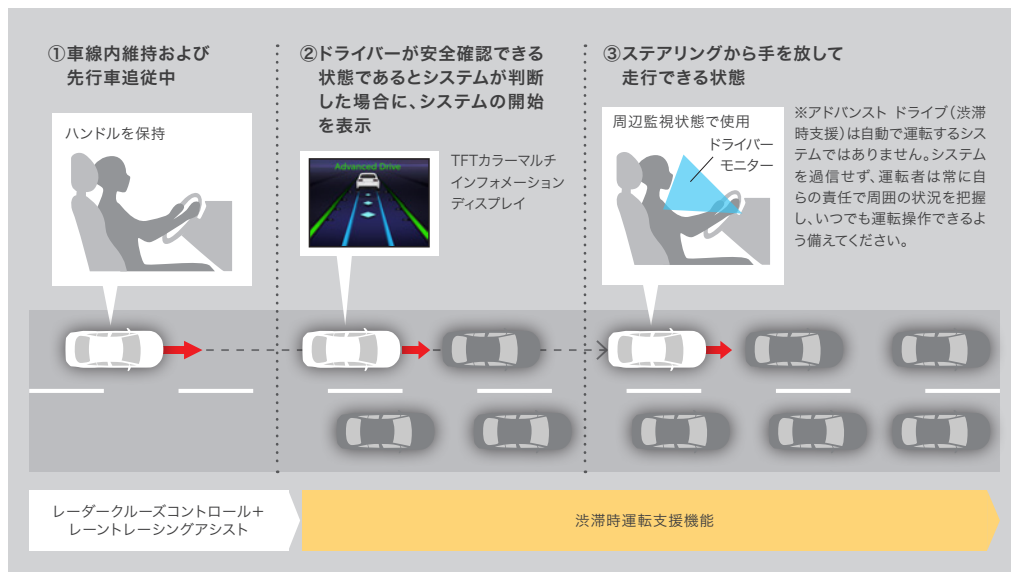 ①車線内維持および
先行車追従中
ハンドルを保持
②ドライバーが安全確認できる
状態であるとシステムが判断
した場合に、システムの開始
を表示
Advanced Drive
TFTカラーマルチ
インフォメーション
ディスプレイ
③ステアリングから手を放して
走行できる状態
周辺監視状態で使用
ドライバー
モニター
※アドバンスト ドライブ(渋滞
時支援)は自動で運転するシス
テムではありません。システム
を過信せず、運転者は常に自
らの責任で周囲の状況を把握
し、いつでも運転操作できるよ
う備えてください。
レーダークルーズコントロール＋
レーントレーシングアシスト
渋滞時運転支援機能